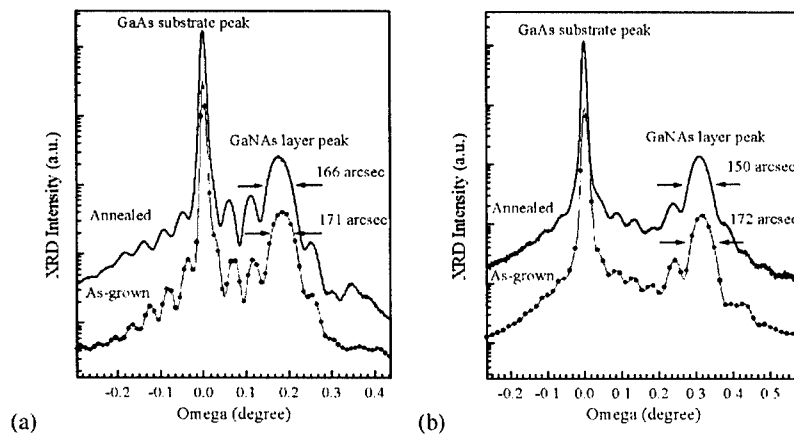 GaAs substrate peak
GaNAs layer peak
166 arcsec
171 arcsec
Annealed
As-grown
XRD Intensity (a.u.)
-0.2 -0.1 0.0 0.1 0.2 0.3 0.4
Omega (degree)
(a)
GaAs substrate peak
GaNAs layer peak
150 arcsec
172 arcsec
Annealed
As-grown
XRD Intensity (a.u.)
-0.2 -0.1 0.0 0.1 0.2 0.3 0.4 0.5
Omega (degree)
(b)